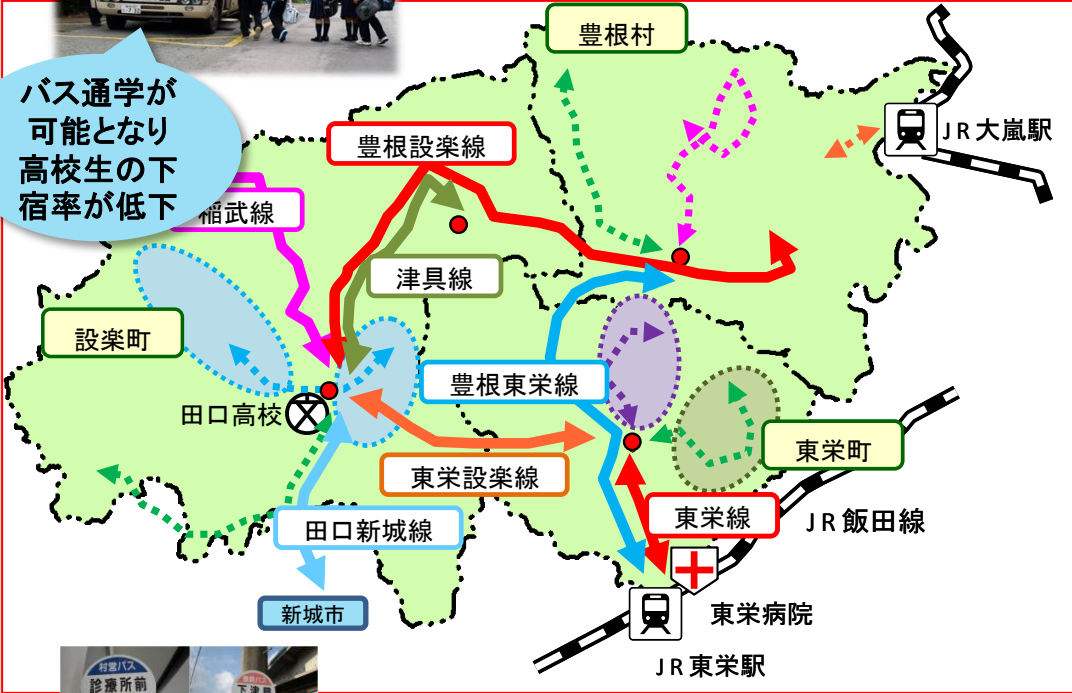 豊根村
バス通学が
可能となり
高校生の下
宿率が低下
JR大嵐駅
豊根設楽線
稲武線
津具線
設楽町
豊根東栄線
田口高校
東栄町
東栄設楽線
東栄線
JR飯田線
田口新城線
新城市
東栄病院
JR東栄駅
村営バス
診療所前